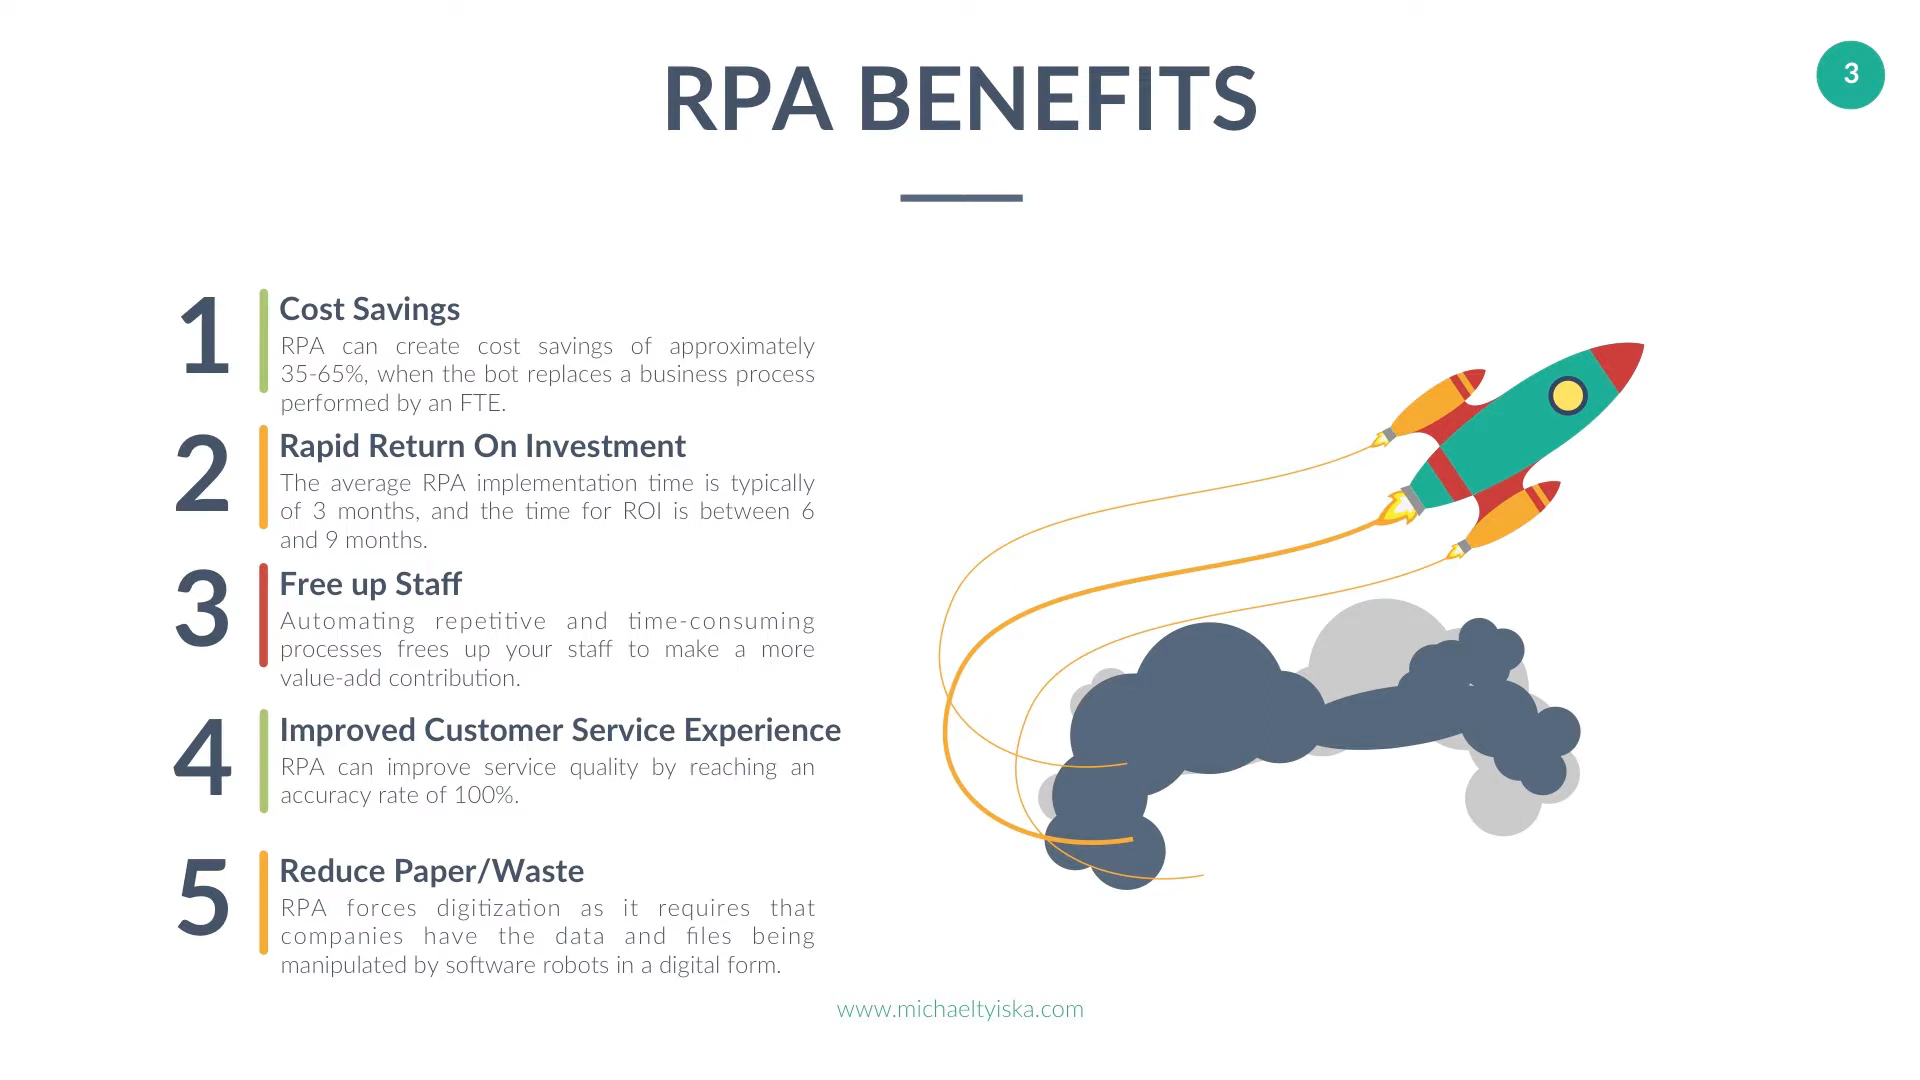 RPA BENEFITS
3
1
Cost Savings
RPA can create cost savings of approximately
35-65%, when the bot replaces a business process
performed by an FTE.
2
Rapid Return On Investment
The average RPA implementation time is typically
of 3 months, and the time for ROI is between 6
and 9 months.
3
Free up Staff
Automating repetitive and time-consuming
processes frees up your staff to make a more
value-add contribution.
4
Improved Customer Service Experience
RPA can improve service quality by reaching an
accuracy rate of 100%.
5
Reduce Paper/Waste
RPA forces digitization as it requires that
companies have the data and files being
manipulated by software robots in a digital form.
www.michaeltyiska.com